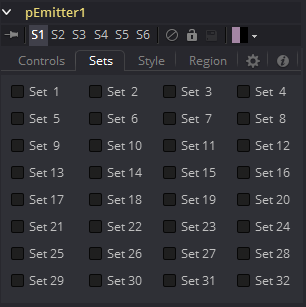 pEmitter1
S1 S2 S3 S4 S5 S6
Controls Sets Style Region
Set 1 Set 2 Set 3 Set 4
Set 5 Set 6 Set 7 Set 8
Set 9 Set 10 Set 11 Set 12
Set 13 Set 14 Set 15 Set 16
Set 17 Set 18 Set 19 Set 20
Set 21 Set 22 Set 23 Set 24
Set 25 Set 26 Set 27 Set 28
Set 29 Set 30 Set 31 Set 32